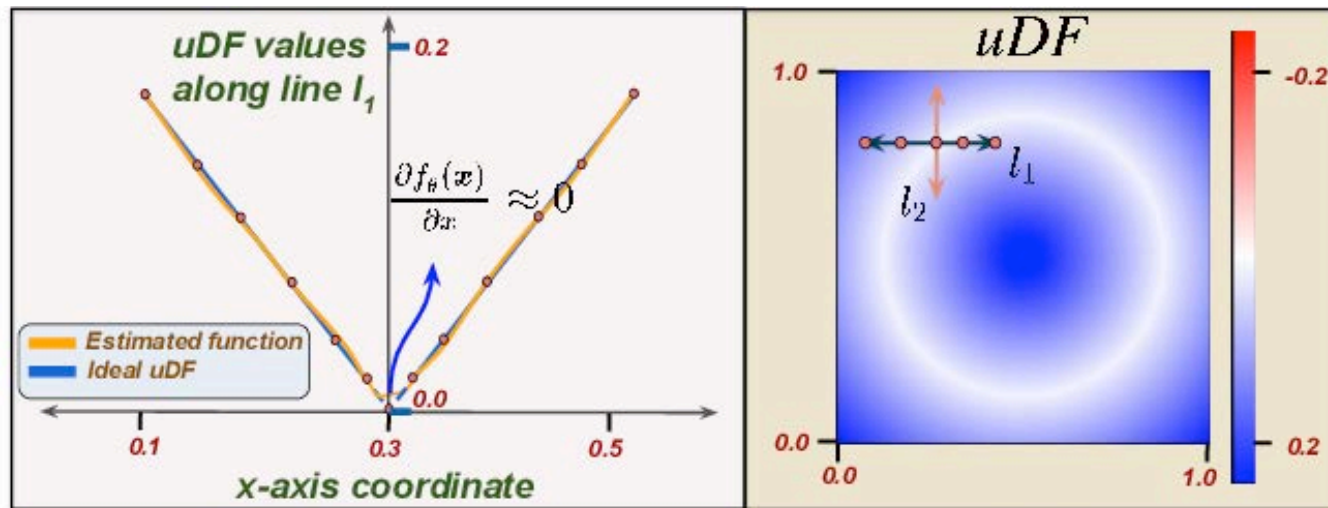 uDF values
along line l₁
0.2
∂f_θ(x)/∂x ≈ 0
Estimated function
Ideal uDF
0.0
0.1
0.3
0.5
x-axis coordinate
uDF
1.0
-0.2
l₁
l₂
0.0
0.2
0.0
1.0